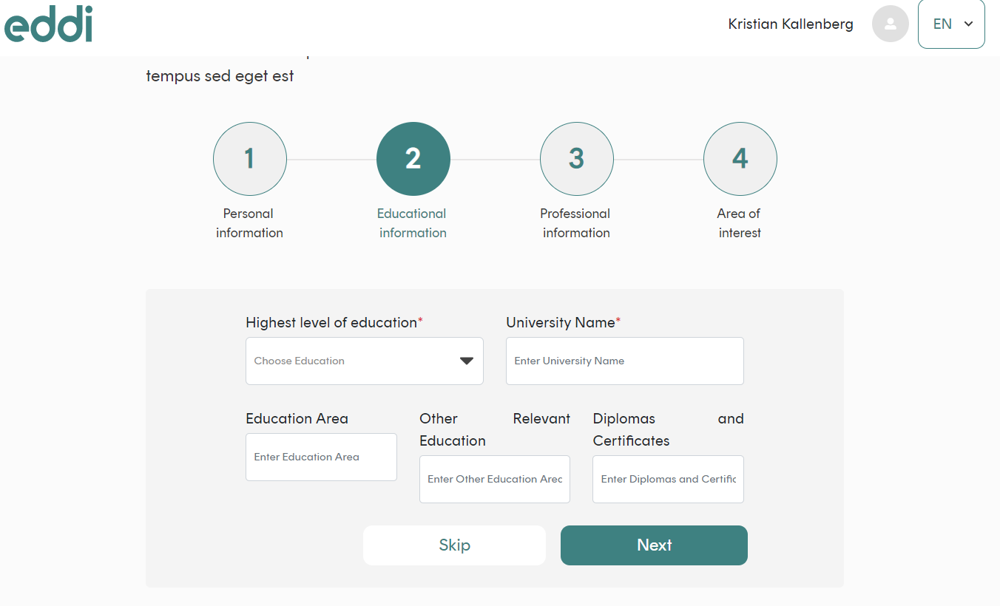 eddi
Kristian Kallenberg
EN
tempus sed eget est
1
2
3
4
Personal
information
Educational
information
Professional
information
Area of
interest
Highest level of education*
University Name*
Choose Education
Enter University Name
Education Area
Other Relevant
Education
Diplomas and
Certificates
Enter Education Area
Enter Other Education Area
Enter Diplomas and Certific
Skip
Next